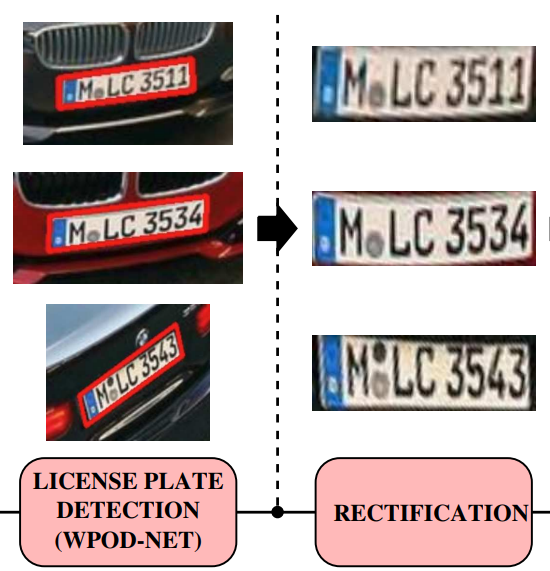 M LC 3511
M LC 3511
M LC 3534
M LC 3534
M LC 3543
M LC 3543
LICENSE PLATE
DETECTION
(WPOD-NET)
RECTIFICATION